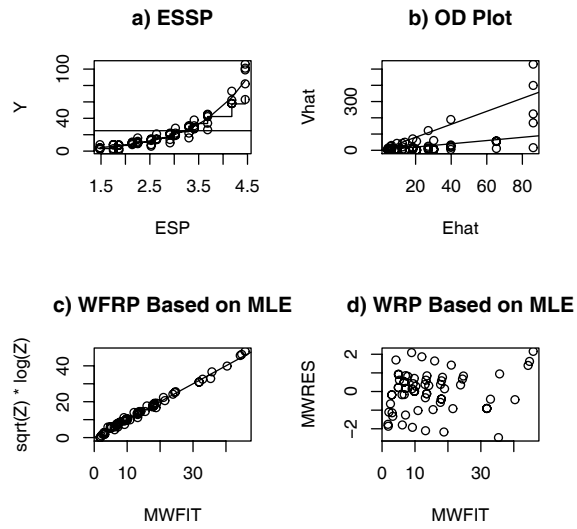 a) ESSP
Y
0 40 100
1.5 2.5 3.5 4.5
ESP
b) OD Plot
Vhat
0 300
20 40 60 80
Ehat
c) WFRP Based on MLE
sqrt(Z) * log(Z)
0 20 40
0 10 30
MWFIT
d) WRP Based on MLE
MWRES
−2 0 2
0 10 30
MWFIT